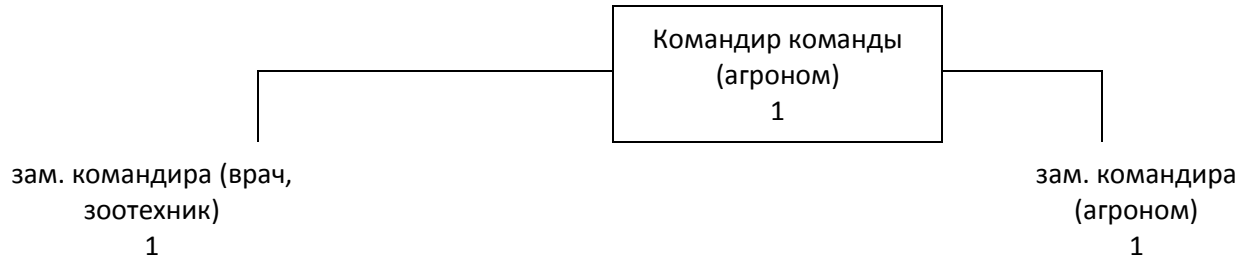 Командир команды
(агроном)
1
зам. командира (врач,
зоотехник)
1
зам. командира
(агроном)
1